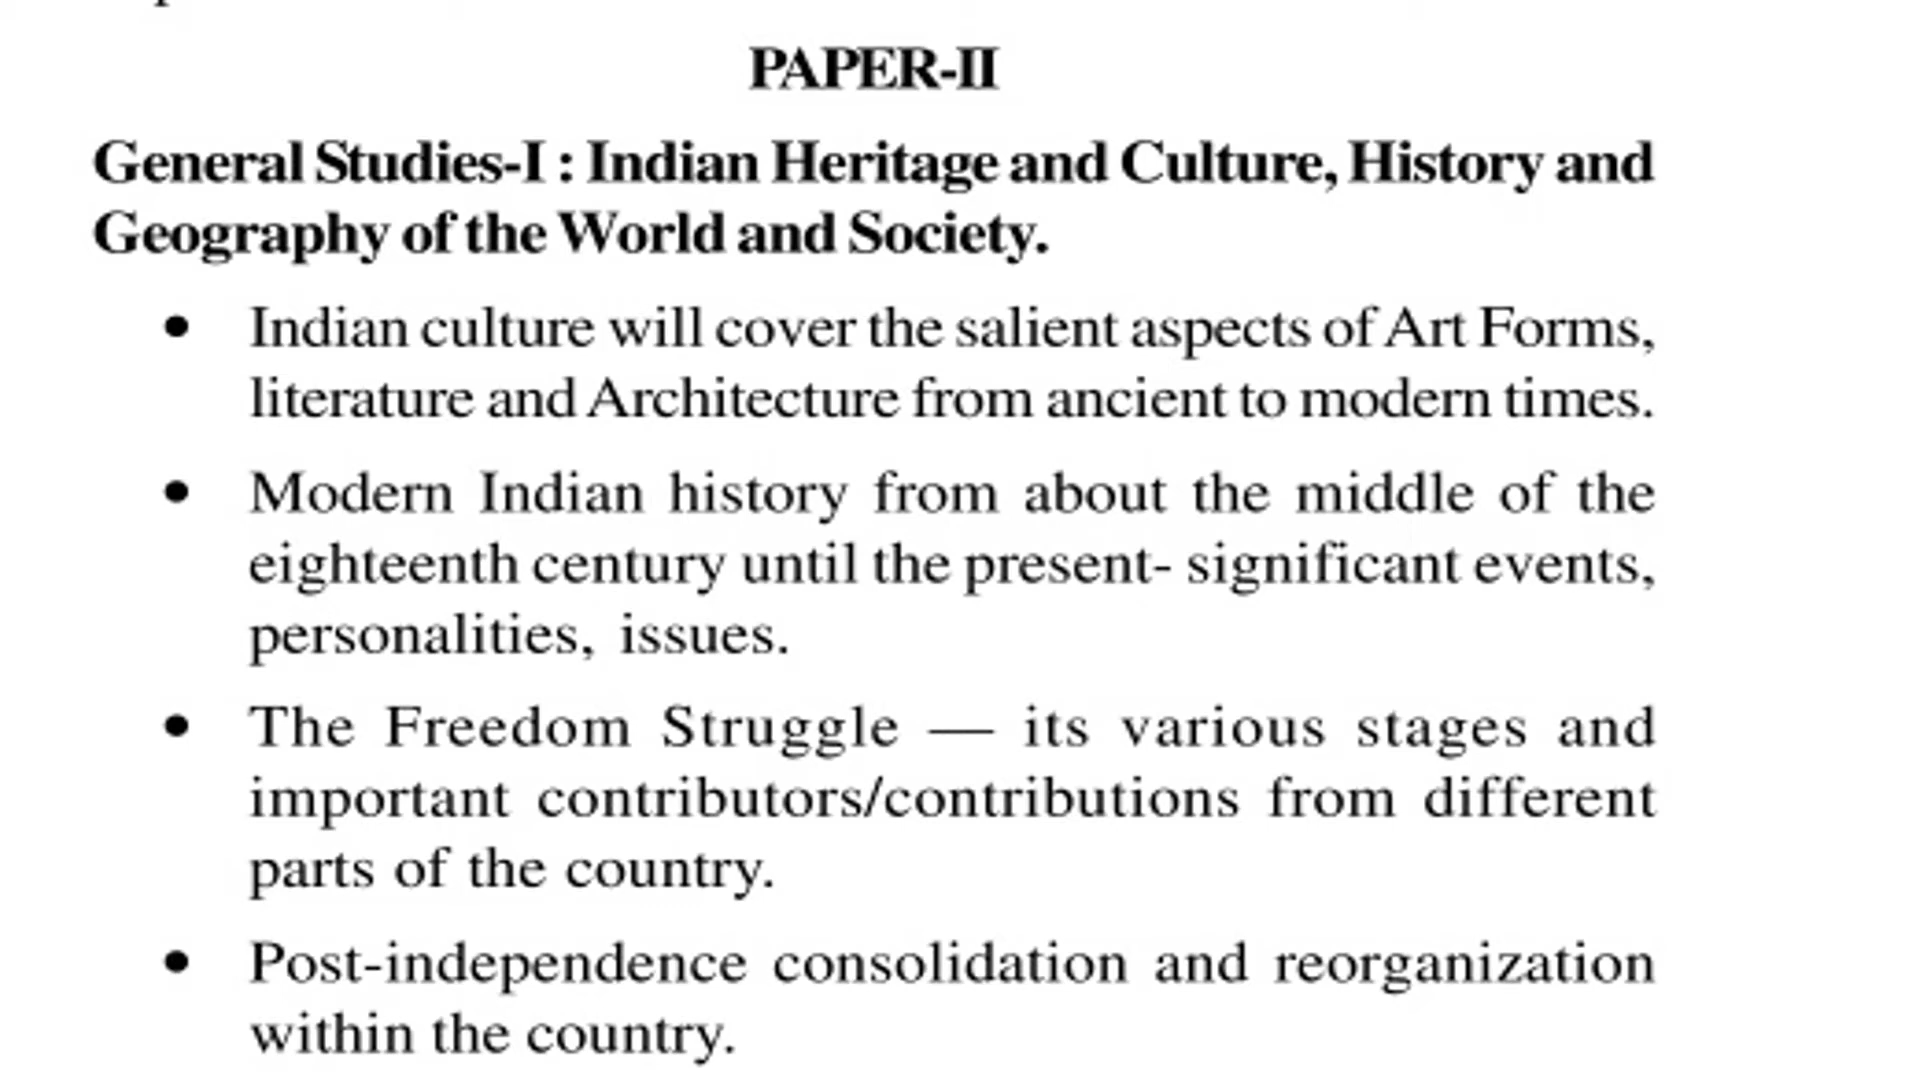 PAPER-II
General Studies-I : Indian Heritage and Culture, History and
Geography of the World and Society.
• Indian culture will cover the salient aspects of Art Forms,
literature and Architecture from ancient to modern times.
• Modern Indian history from about the middle of the
eighteenth century until the present- significant events,
personalities, issues.
• The Freedom Struggle — its various stages and
important contributors/contributions from different
parts of the country.
• Post-independence consolidation and reorganization
within the country.